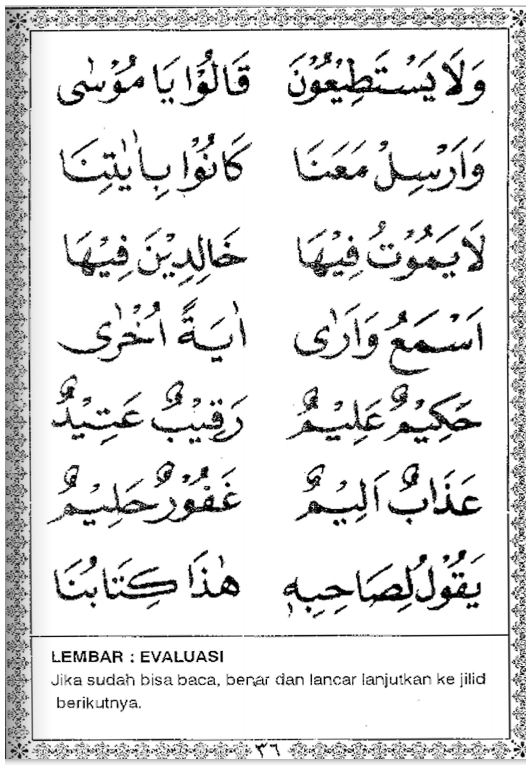 وَلَا يَسْتَطِيْعُوْنَ قَالُوْا يَا مُوْسٰى
وَاَرْسِلْ مَعَنَا كَانُوْا بِاٰيٰتِنَا
لَا يَمُوْتُ فِيْهَا خَالِدِيْنَ فِيْهَا
اَسْمَعُ وَاَرٰى اٰيَةً اُخْرٰى
حَكِيْمٌ عَلِيْمٌ رَقِيْبٌ عَتِيْدٌ
عَذَابٌ اَلِيْمٌ غَفُوْرٌ حَلِيْمٌ
يَقُوْلُ لِصَاحِبِهٖ هٰذَا كِتَابُنَا
LEMBAR : EVALUASI
Jika sudah bisa baca, benar dan lancar lanjutkan ke jilid
berikutnya.
٣٦